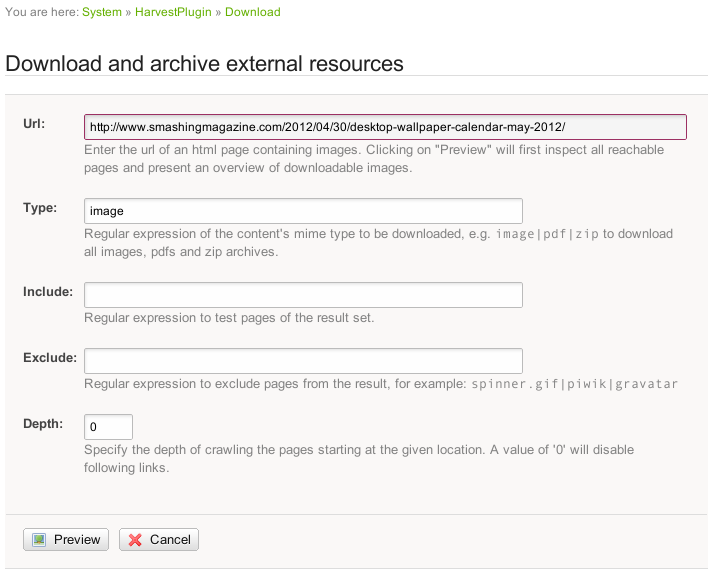 You are here: System » HarvestPlugin » Download
Download and archive external resources
Url: http://www.smashingmagazine.com/2012/04/30/desktop-wallpaper-calendar-may-2012/
Enter the url of an html page containing images. Clicking on "Preview" will first inspect all reachable
pages and present an overview of downloadable images.
Type: image
Regular expression of the content's mime type to be downloaded, e.g. image|pdf|zip to download
all images, pdfs and zip archives.
Include:
Regular expression to test pages of the result set.
Exclude:
Regular expression to exclude pages from the result, for example: spinner.gif|piwik|gravatar
Depth: 0
Specify the depth of crawling the pages starting at the given location. A value of '0' will disable
following links.
Preview Cancel